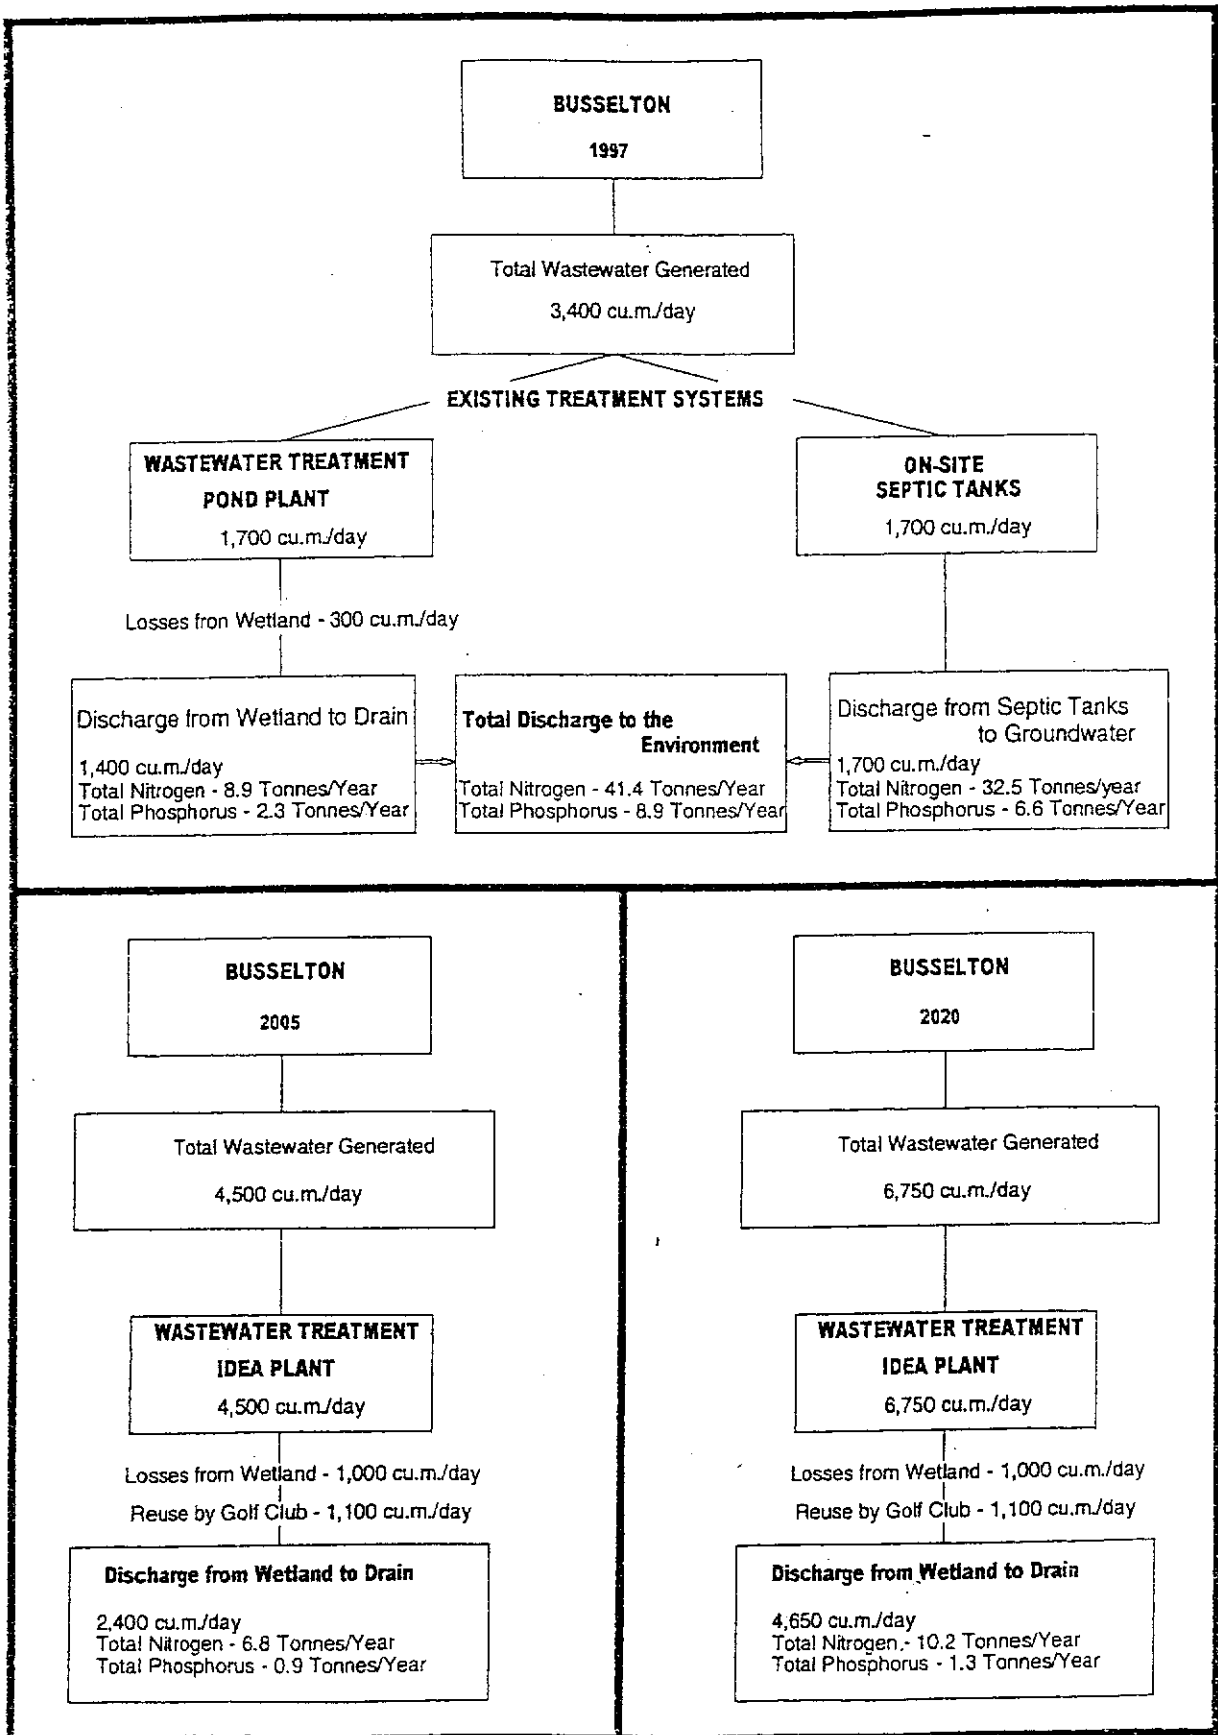 BUSSELTON
1997
Total Wastewater Generated
3,400 cu.m./day
EXISTING TREATMENT SYSTEMS
WASTEWATER TREATMENT
POND PLANT
1,700 cu.m./day
ON-SITE
SEPTIC TANKS
1,700 cu.m./day
Losses fron Wetland - 300 cu.m./day
Discharge from Wetland to Drain
1,400 cu.m./day
Total Nitrogen - 8.9 Tonnes/Year
Total Phosphorus - 2.3 Tonnes/Year
Total Discharge to the
Environment
Total Nitrogen - 41.4 Tonnes/Year
Total Phosphorus - 8.9 Tonnes/Year
Discharge from Septic Tanks
to Groundwater
1,700 cu.m./day
Total Nitrogen - 32.5 Tonnes/year
Total Phosphorus - 6.6 Tonnes/Year
BUSSELTON
2005
Total Wastewater Generated
4,500 cu.m./day
WASTEWATER TREATMENT
IDEA PLANT
4,500 cu.m./day
Losses from Wetland - 1,000 cu.m./day
Reuse by Golf Club - 1,100 cu.m./day
Discharge from Wetland to Drain
2,400 cu.m./day
Total Nitrogen - 6.8 Tonnes/Year
Total Phosphorus - 0.9 Tonnes/Year
BUSSELTON
2020
Total Wastewater Generated
6,750 cu.m./day
WASTEWATER TREATMENT
IDEA PLANT
6,750 cu.m./day
Losses from Wetland - 1,000 cu.m./day
Reuse by Golf Club - 1,100 cu.m./day
Discharge from Wetland to Drain
4,650 cu.m./day
Total Nitrogen - 10.2 Tonnes/Year
Total Phosphorus - 1.3 Tonnes/Year